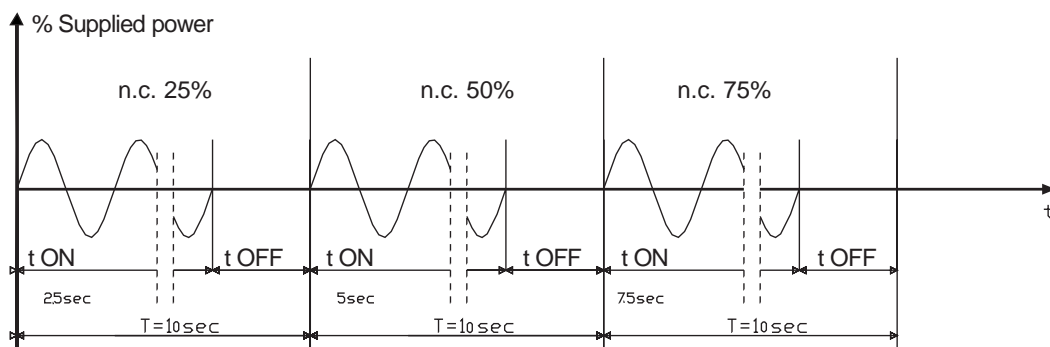 % Supplied power
n.c. 25% n.c. 50% n.c. 75%
t
t ON t OFF t ON t OFF t ON t OFF
2.5sec 5sec 7.5sec
T=10sec T=10sec T=10sec